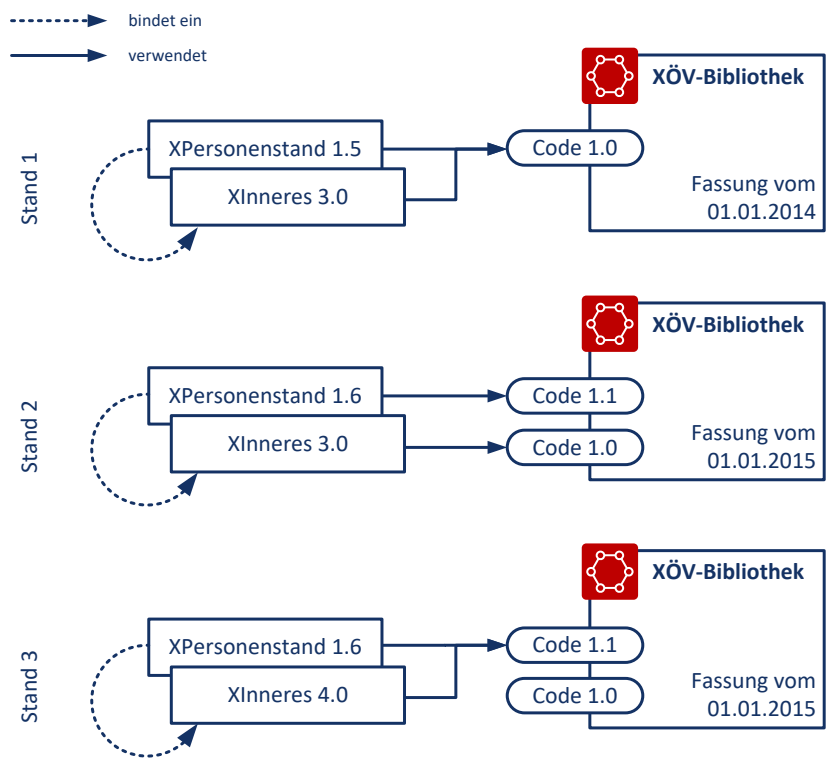 bindet ein
verwendet
Stand 1
XPersonenstand 1.5
XInneres 3.0
Code 1.0
XÖV-Bibliothek
Fassung vom
01.01.2014
Stand 2
XPersonenstand 1.6
XInneres 3.0
Code 1.1
Code 1.0
XÖV-Bibliothek
Fassung vom
01.01.2015
Stand 3
XPersonenstand 1.6
XInneres 4.0
Code 1.1
Code 1.0
XÖV-Bibliothek
Fassung vom
01.01.2015